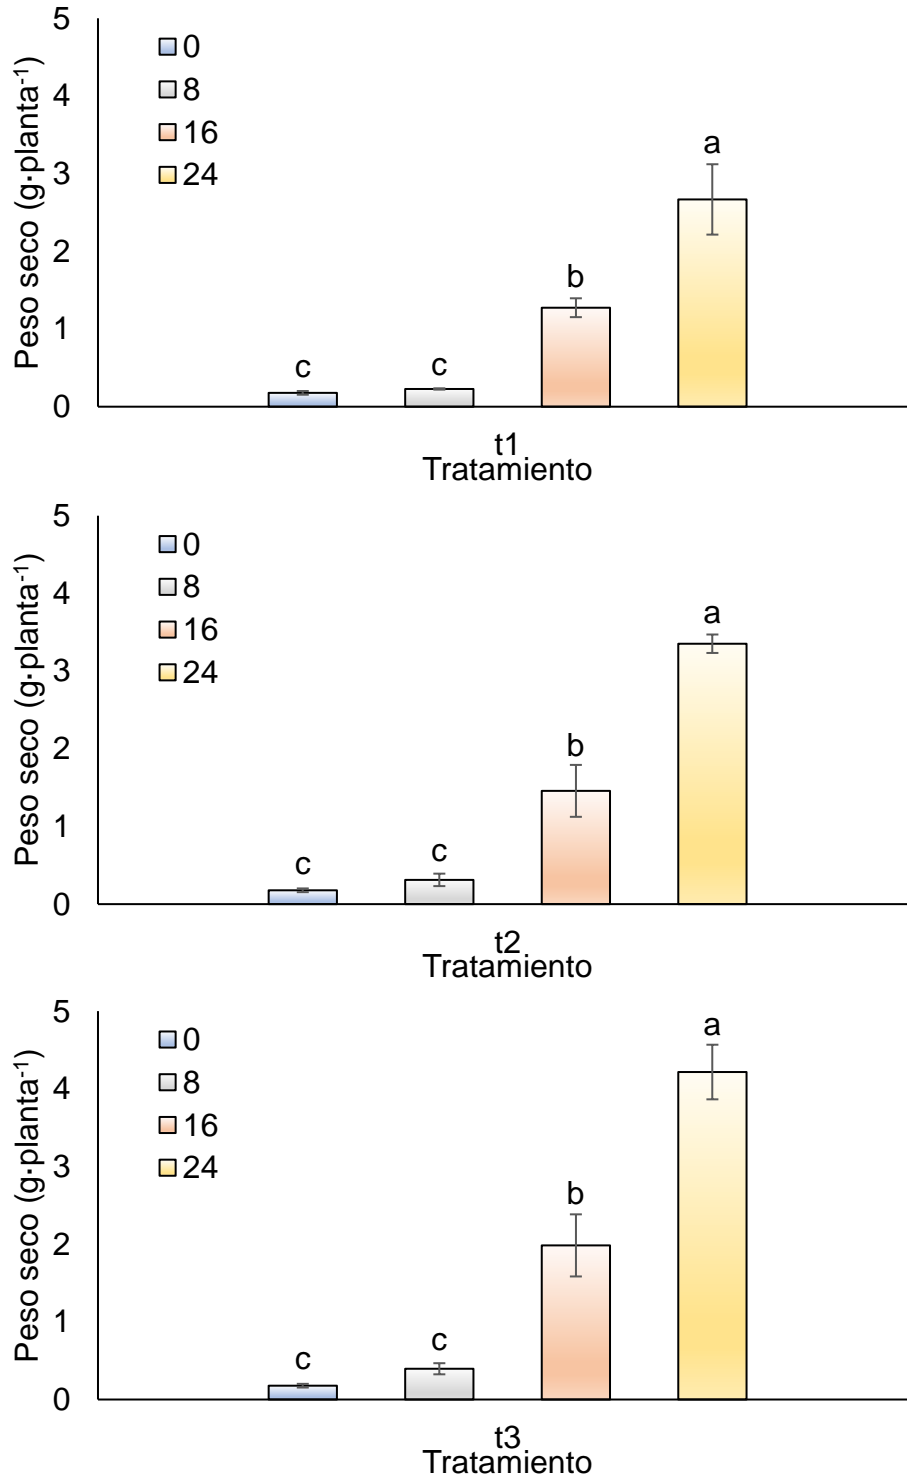 Peso seco (g·planta⁻¹)
5
4
3
2
1
0
0
8
16
24
c
c
b
a
t1
Tratamiento
Peso seco (g·planta⁻¹)
5
4
3
2
1
0
0
8
16
24
c
c
b
a
t2
Tratamiento
Peso seco (g·planta⁻¹)
5
4
3
2
1
0
0
8
16
24
c
c
b
a
t3
Tratamiento